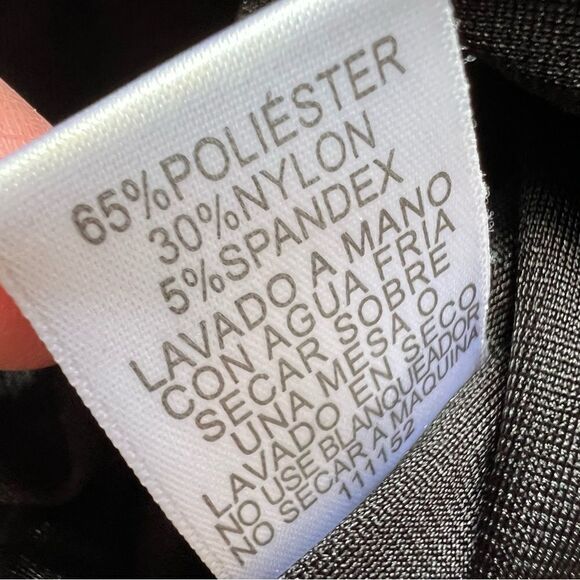 65%POLIÉSTER
30%NYLON
5%SPANDEX
LAVADO A MANO
CON AGUA FRÍA
SECAR SOBRE
UNA MESA O
LAVADO EN SECO
NO USE BLANQUEADOR
NO SECAR A MAQUINA
111152